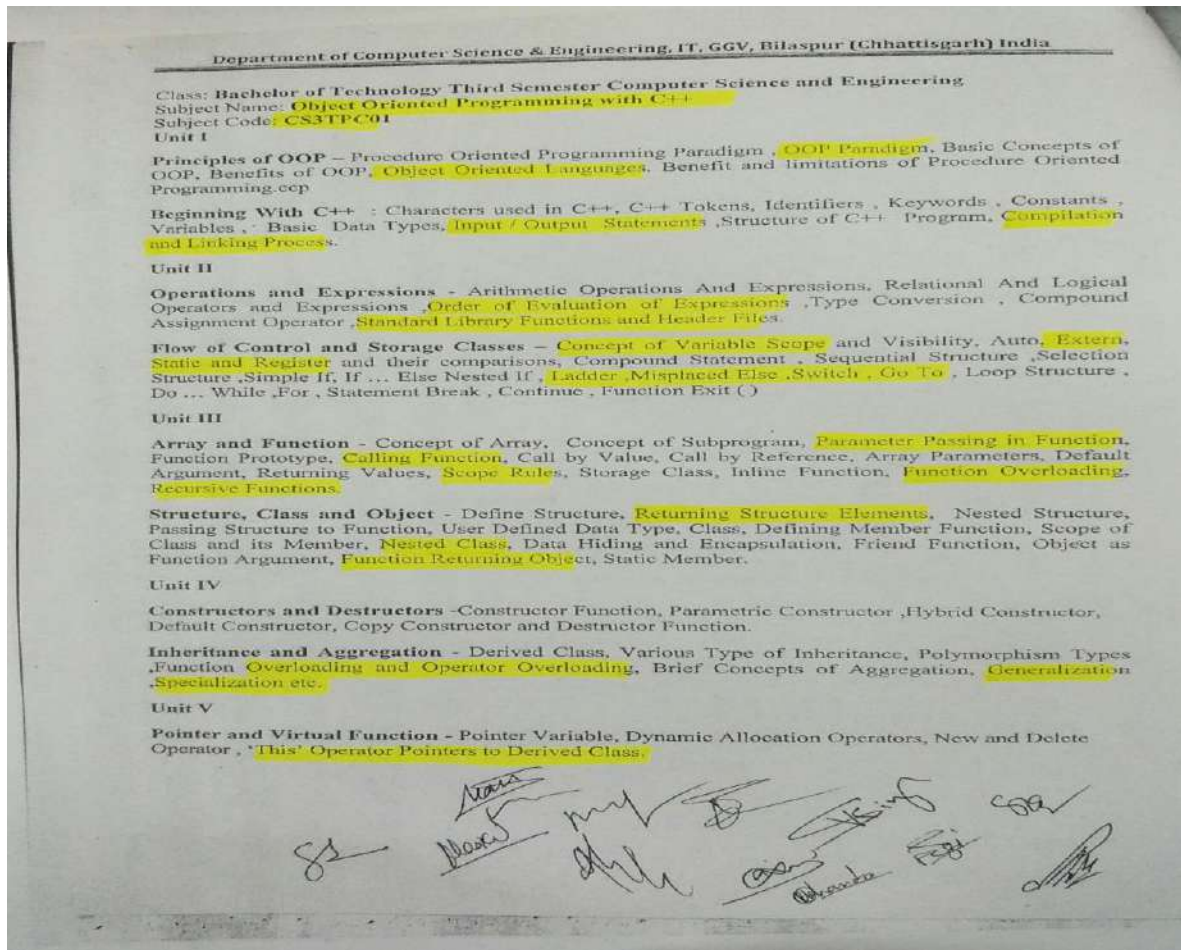 Department of Computer Science & Engineering, IT, GGV, Bilaspur (Chhattisgarh) India
Class: Bachelor of Technology Third Semester Computer Science and Engineering
Subject Name: Object Oriented Programming with C++
Subject Code: CS3TPC01
Unit I
Principles of OOP – Procedure Oriented Programming Paradigm , OOP Paradigm, Basic Concepts of
OOP, Benefits of OOP, Object Oriented Languages, Benefit and limitations of Procedure Oriented
Programming.ccp
Beginning With C++ : Characters used in C++, C++ Tokens, Identifiers , Keywords , Constants ,
Variables , Basic Data Types, Input / Output Statements ,Structure of C++ Program, Compilation
and Linking Process.
Unit II
Operations and Expressions - Arithmetic Operations And Expressions, Relational And Logical
Operators and Expressions ,Order of Evaluation of Expressions ,Type Conversion , Compound
Assignment Operator ,Standard Library Functions and Header Files.
Flow of Control and Storage Classes – Concept of Variable Scope and Visibility, Auto, Extern,
Static and Register and their comparisons, Compound Statement , Sequential Structure ,Selection
Structure ,Simple If, If ... Else Nested If , Ladder ,Misplaced Else ,Switch , Go To , Loop Structure ,
Do ... While ,For , Statement Break , Continue , Function Exit ( )
Unit III
Array and Function - Concept of Array, Concept of Subprogram, Parameter Passing in Function,
Function Prototype, Calling Function, Call by Value, Call by Reference, Array Parameters, Default
Argument, Returning Values, Scope Rules, Storage Class, Inline Function, Function Overloading,
Recursive Functions.
Structure, Class and Object - Define Structure, Returning Structure Elements, Nested Structure,
Passing Structure to Function, User Defined Data Type, Class, Defining Member Function, Scope of
Class and its Member, Nested Class, Data Hiding and Encapsulation, Friend Function, Object as
Function Argument, Function Returning Object, Static Member.
Unit IV
Constructors and Destructors -Constructor Function, Parametric Constructor ,Hybrid Constructor,
Default Constructor, Copy Constructor and Destructor Function.
Inheritance and Aggregation - Derived Class, Various Type of Inheritance, Polymorphism Types
,Function Overloading and Operator Overloading, Brief Concepts of Aggregation, Generalization
,Specialization etc.
Unit V
Pointer and Virtual Function - Pointer Variable, Dynamic Allocation Operators, New and Delete
Operator , 'This' Operator Pointers to Derived Class.